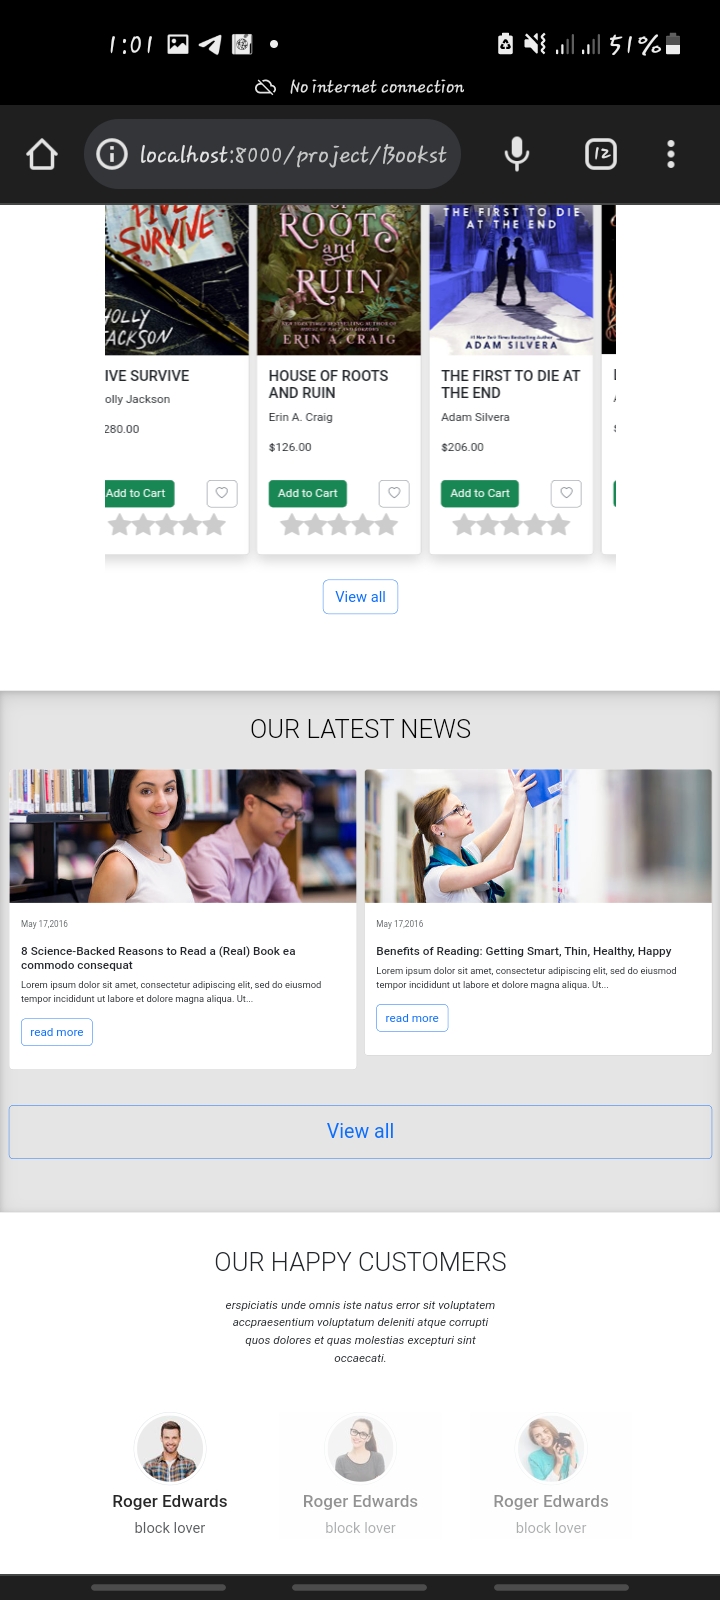 1:01
51%
No internet connection
localhost:8000/project/Bookst
12
FIVE
SURVIVE
HOLLY
JACKSON
OF
ROOTS
and
RUIN
ERIN A. CRAIG
THE FIRST TO DIE
AT THE END
#1 New York Times Bestselling Author
ADAM SILVERA
IVE SURVIVE
olly Jackson
280.00
Add to Cart
HOUSE OF ROOTS
AND RUIN
Erin A. Craig
$126.00
Add to Cart
THE FIRST TO DIE AT
THE END
Adam Silvera
$206.00
Add to Cart
View all
OUR LATEST NEWS
May 17,2016
8 Science-Backed Reasons to Read a (Real) Book ea
commodo consequat
Lorem ipsum dolor sit amet, consectetur adipiscing elit, sed do eiusmod
tempor incididunt ut labore et dolore magna aliqua. Ut...
read more
May 17,2016
Benefits of Reading: Getting Smart, Thin, Healthy, Happy
Lorem ipsum dolor sit amet, consectetur adipiscing elit, sed do eiusmod
tempor incididunt ut labore et dolore magna aliqua. Ut...
read more
View all
OUR HAPPY CUSTOMERS
erspiciatis unde omnis iste natus error sit voluptatem
accpraesentium voluptatum deleniti atque corrupti
quos dolores et quas molestias excepturi sint
occaecati.
Roger Edwards
block lover
Roger Edwards
block lover
Roger Edwards
block lover